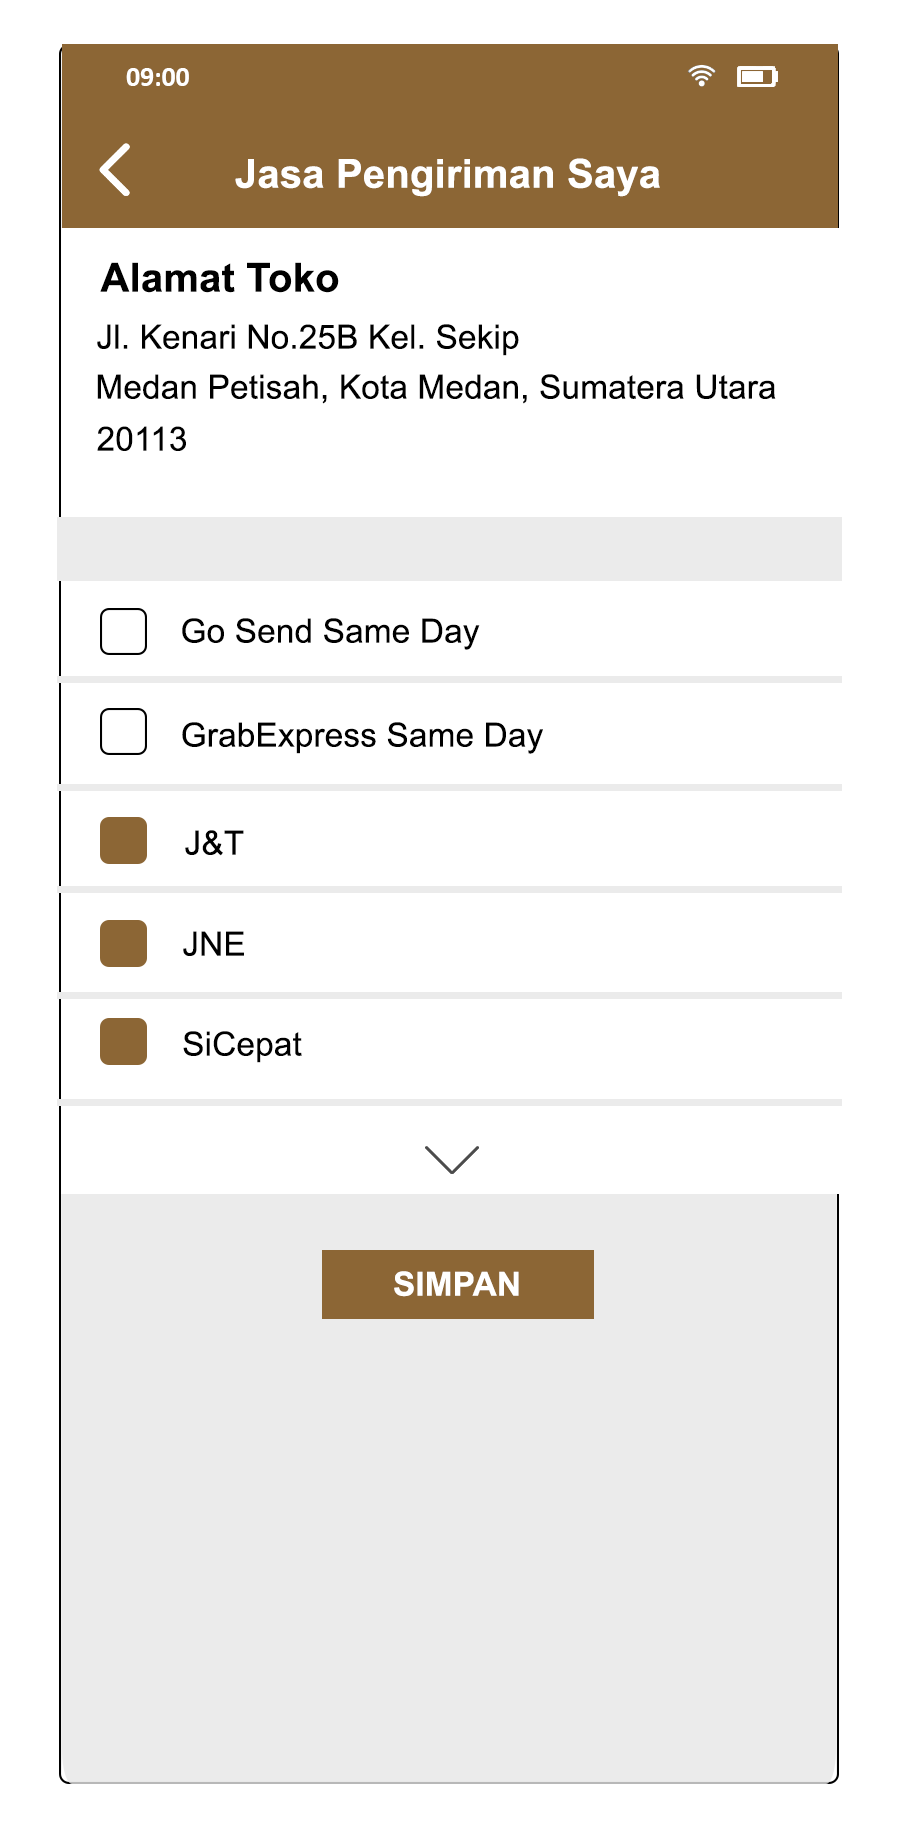 09:00
Jasa Pengiriman Saya
Alamat Toko
Jl. Kenari No.25B Kel. Sekip
Medan Petisah, Kota Medan, Sumatera Utara
20113
Go Send Same Day
GrabExpress Same Day
J&T
JNE
SiCepat
SIMPAN